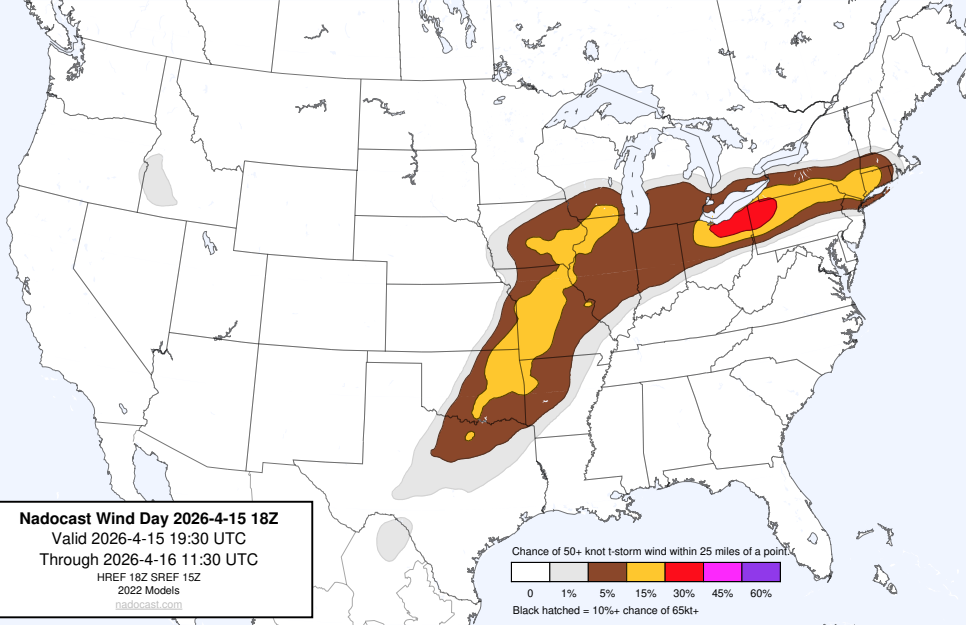 Nadocast Wind Day 2026-4-15 18Z
Valid 2026-4-15 19:30 UTC
Through 2026-4-16 11:30 UTC
HREF 18Z SREF 15Z
2022 Models
nadocast.com
Chance of 50+ knot t-storm wind within 25 miles of a point.
0 1% 5% 15% 30% 45% 60%
Black hatched = 10%+ chance of 65kt+